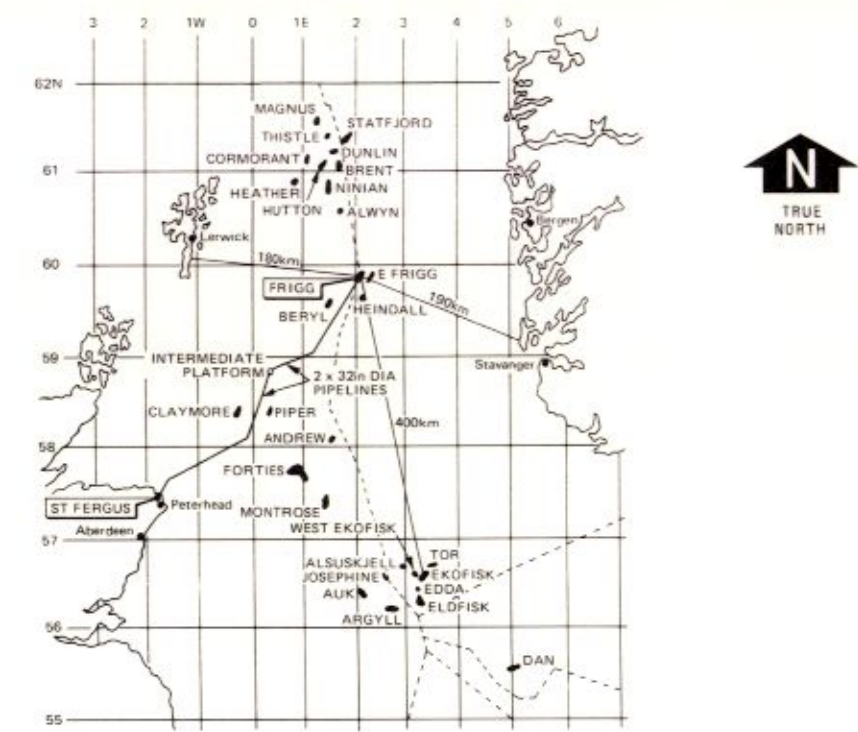 3 2 1W 0 1E 2 3 4 5 6
62N
MAGNUS
STATFJORD
THISTLE
DUNLIN
CORMORANT
61
BRENT
HEATHER
NINIAN
HUTTON
ALWYN
N
TRUE
NORTH
Bergen
Lerwick
180km
60
E FRIGG
FRIGG
190km
BERYL
HEINDALL
59
INTERMEDIATE
PLATFORM
Stavanger
2 x 32in DIA
PIPELINES
CLAYMORE
PIPER
400km
ANDREW
58
FORTIES
ST FERGUS
Peterhead
MONTROSE
WEST EKOFISK
Aberdeen
57
TOR
ALSUSKJELL
EKOFISK
JOSEPHINE
EDDA
AUK
ELDFISK
ARGYLL
56
DAN
55